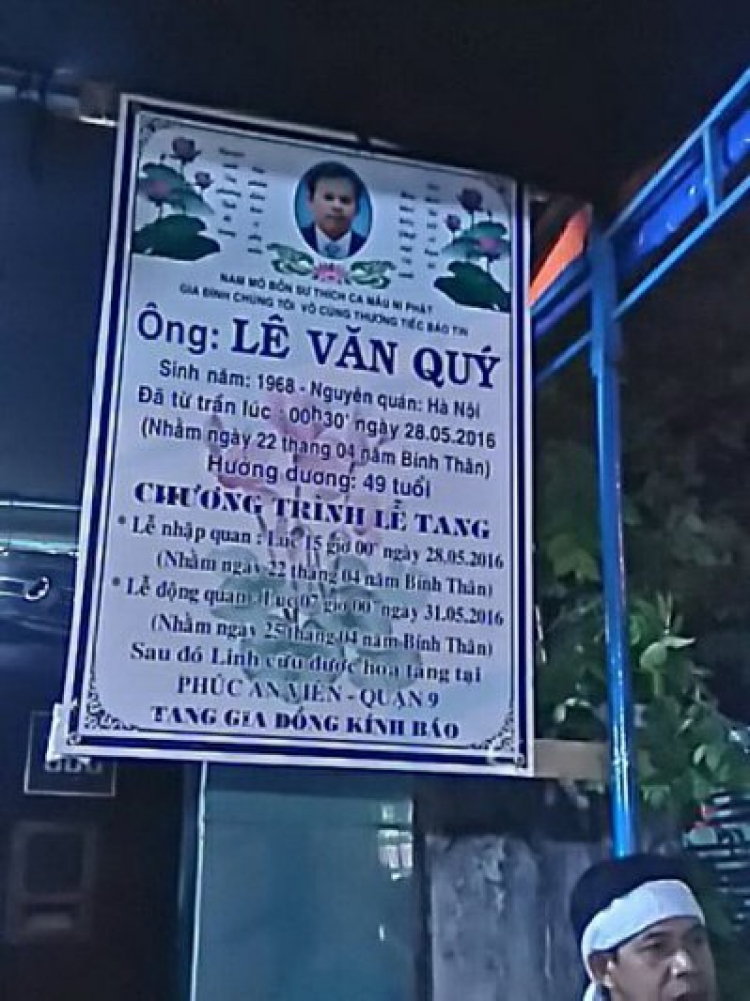 NAM MÔ BỔN SƯ THÍCH CA MÂU NI PHẬT
GIA ĐÌNH CHÚNG TÔI VÔ CÙNG THƯƠNG TIẾC BÁO TIN
Ông: LÊ VĂN QUÝ
Sinh năm: 1968 - Nguyên quán: Hà Nội
Đã từ trần lúc : 00h30' ngày 28.05.2016
(Nhằm ngày 22 tháng 04 năm Bính Thân)
Hưởng dương: 49 tuổi
CHƯƠNG TRÌNH LỄ TANG
* Lễ nhập quan : Lúc 15 giờ 00' ngày 28.05.2016
(Nhằm ngày 22 tháng 04 năm Bính Thân)
* Lễ động quan : Lúc 07 giờ 00' ngày 31.05.2016
(Nhằm ngày 25 tháng 04 năm Bính Thân)
Sau đó Linh cữu được hoả táng tại
PHÚC AN VIÊN - QUẬN 9
TANG GIA ĐỒNG KÍNH BÁO